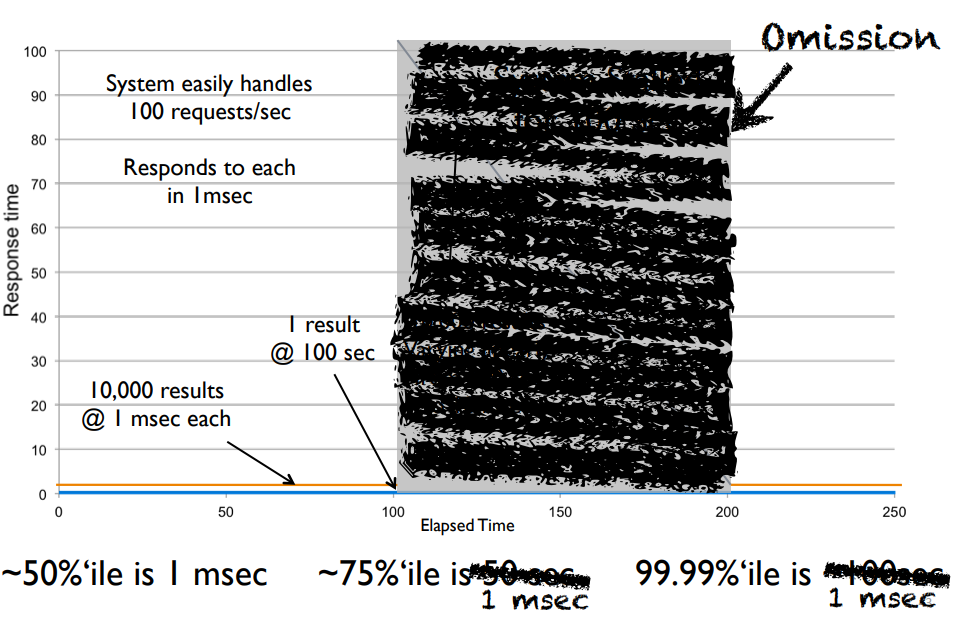 Omission
System easily handles
100 requests/sec
Responds to each
in 1msec
1 result
@ 100 sec
10,000 results
@ 1 msec each
Response time
100
90
80
70
60
50
40
30
20
10
0
0 50 100 150 200 250
Elapsed Time
~50%‘ile is 1 msec ~75%‘ile is 50 sec 99.99%‘ile is ~100sec
1 msec 1 msec